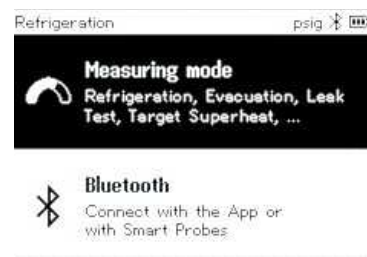 Refrigeration psig
Measuring mode
Refrigeration, Evacuation, Leak
Test, Target Superheat, ...
Bluetooth
Connect with the App or
with Smart Probes